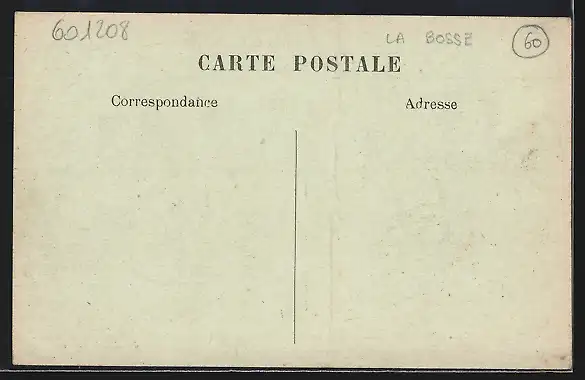 601208
LA BOSSE
60
CARTE POSTALE
Correspondance
Adresse